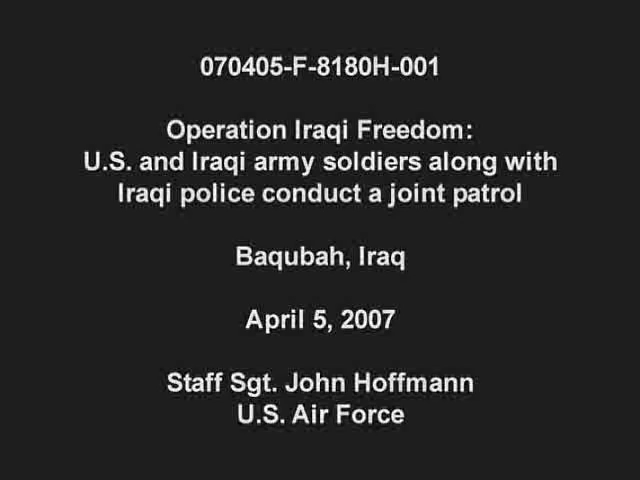 070405-F-8180H-001
Operation Iraqi Freedom:
U.S. and Iraqi army soldiers along with
Iraqi police conduct a joint patrol
Baqubah, Iraq
April 5, 2007
Staff Sgt. John Hoffmann
U.S. Air Force